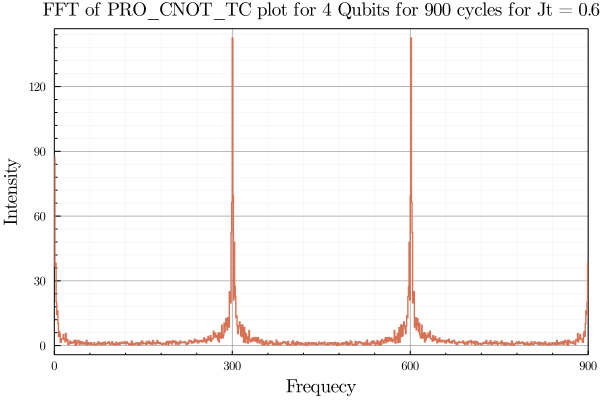 FFT of PRO_CNOT_TC plot for 4 Qubits for 900 cycles for Jt = 0.6
120
90
60
30
0
Intensity
0 300 600 900
Frequecy